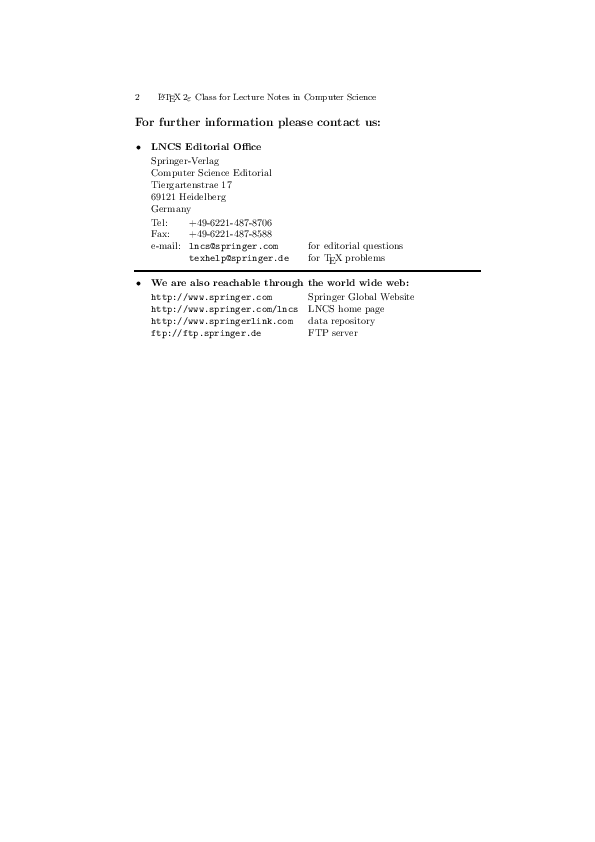 2 LaTeX 2ε Class for Lecture Notes in Computer Science
For further information please contact us:
• LNCS Editorial Office
Springer-Verlag
Computer Science Editorial
Tiergartenstrae 17
69121 Heidelberg
Germany
Tel: +49-6221-487-8706
Fax: +49-6221-487-8588
e-mail: lncs@springer.com for editorial questions
texhelp@springer.de for TeX problems
• We are also reachable through the world wide web:
http://www.springer.com Springer Global Website
http://www.springer.com/lncs LNCS home page
http://www.springerlink.com data repository
ftp://ftp.springer.de FTP server